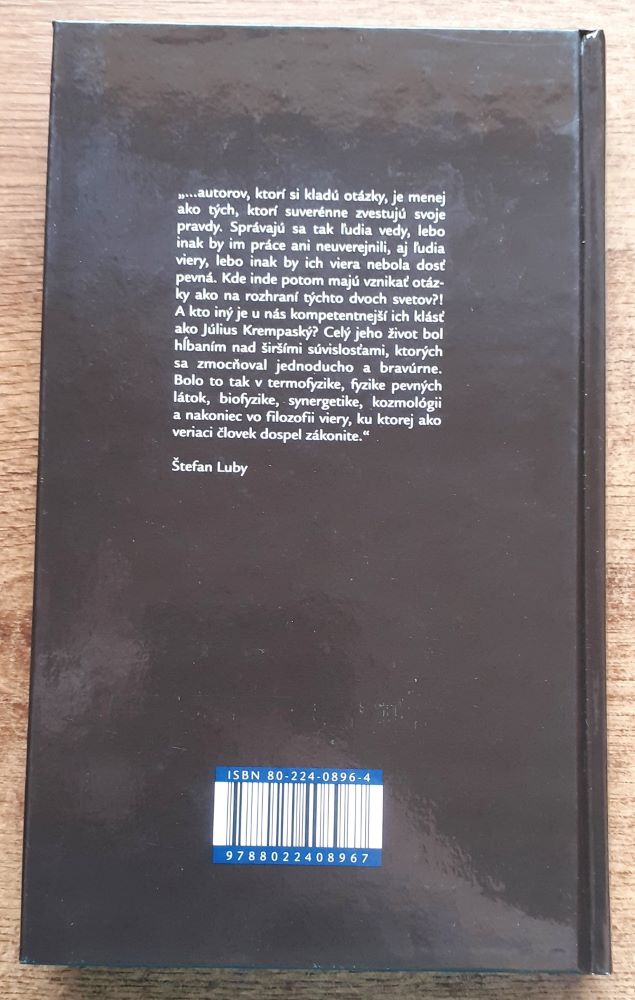 „...autorov, ktorí si kladú otázky, je menej
ako tých, ktorí suverénne zvestujú svoje
pravdy. Správajú sa tak ľudia vedy, lebo
inak by im práce ani neuverejnili, aj ľudia
viery, lebo inak by ich viera nebola dosť
pevná. Kde inde potom majú vznikať otáz-
ky ako na rozhraní týchto dvoch svetov?!
A kto iný je u nás kompetentnejší ich klásť
ako Július Krempaský? Celý jeho život bol
hĺbaním nad širšími súvislosťami, ktorých
sa zmocňoval jednoducho a bravúrne.
Bolo to tak v termofyzike, fyzike pevných
látok, biofyzike, synergetike, kozmológii
a nakoniec vo filozofii viery, ku ktorej ako
veriaci človek dospel zákonite.“
Štefan Luby
ISBN 80-224-0896-4
9788022408967